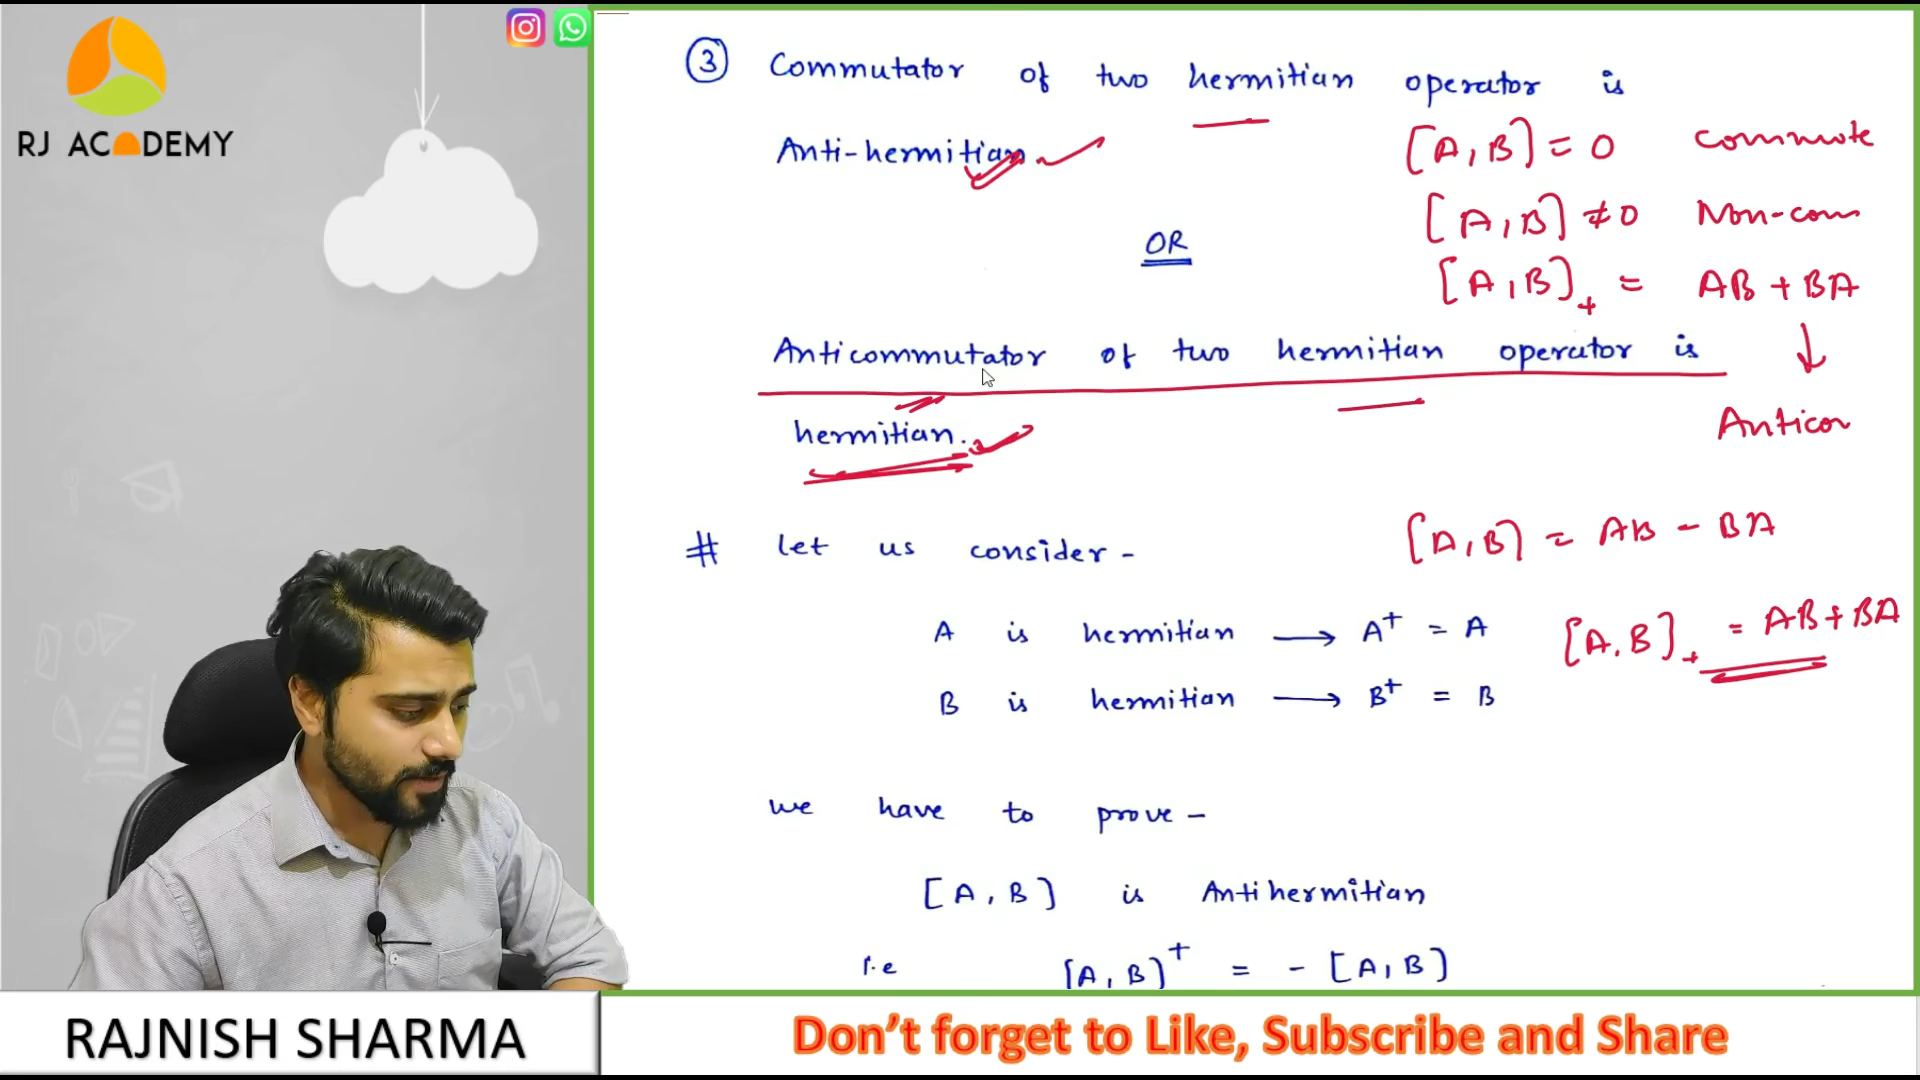 RJ ACADEMY
③ Commutator of two hermitian operator is
Anti-hermitian
[A, B] = 0 Commute
[A, B] ≠ 0 Non-com
OR
[A, B]₊ = AB + BA
Anticommutator of two hermitian operator is
↓
hermitian.
Anticom
# Let us consider -
[A, B] = AB - BA
A is hermitian ⟶ A⁺ = A
[A, B]₊ = AB + BA
B is hermitian ⟶ B⁺ = B
We have to prove -
[A, B] is Antihermitian
i.e [A, B]⁺ = - [A, B]
RAJNISH SHARMA
Don't forget to Like, Subscribe and Share